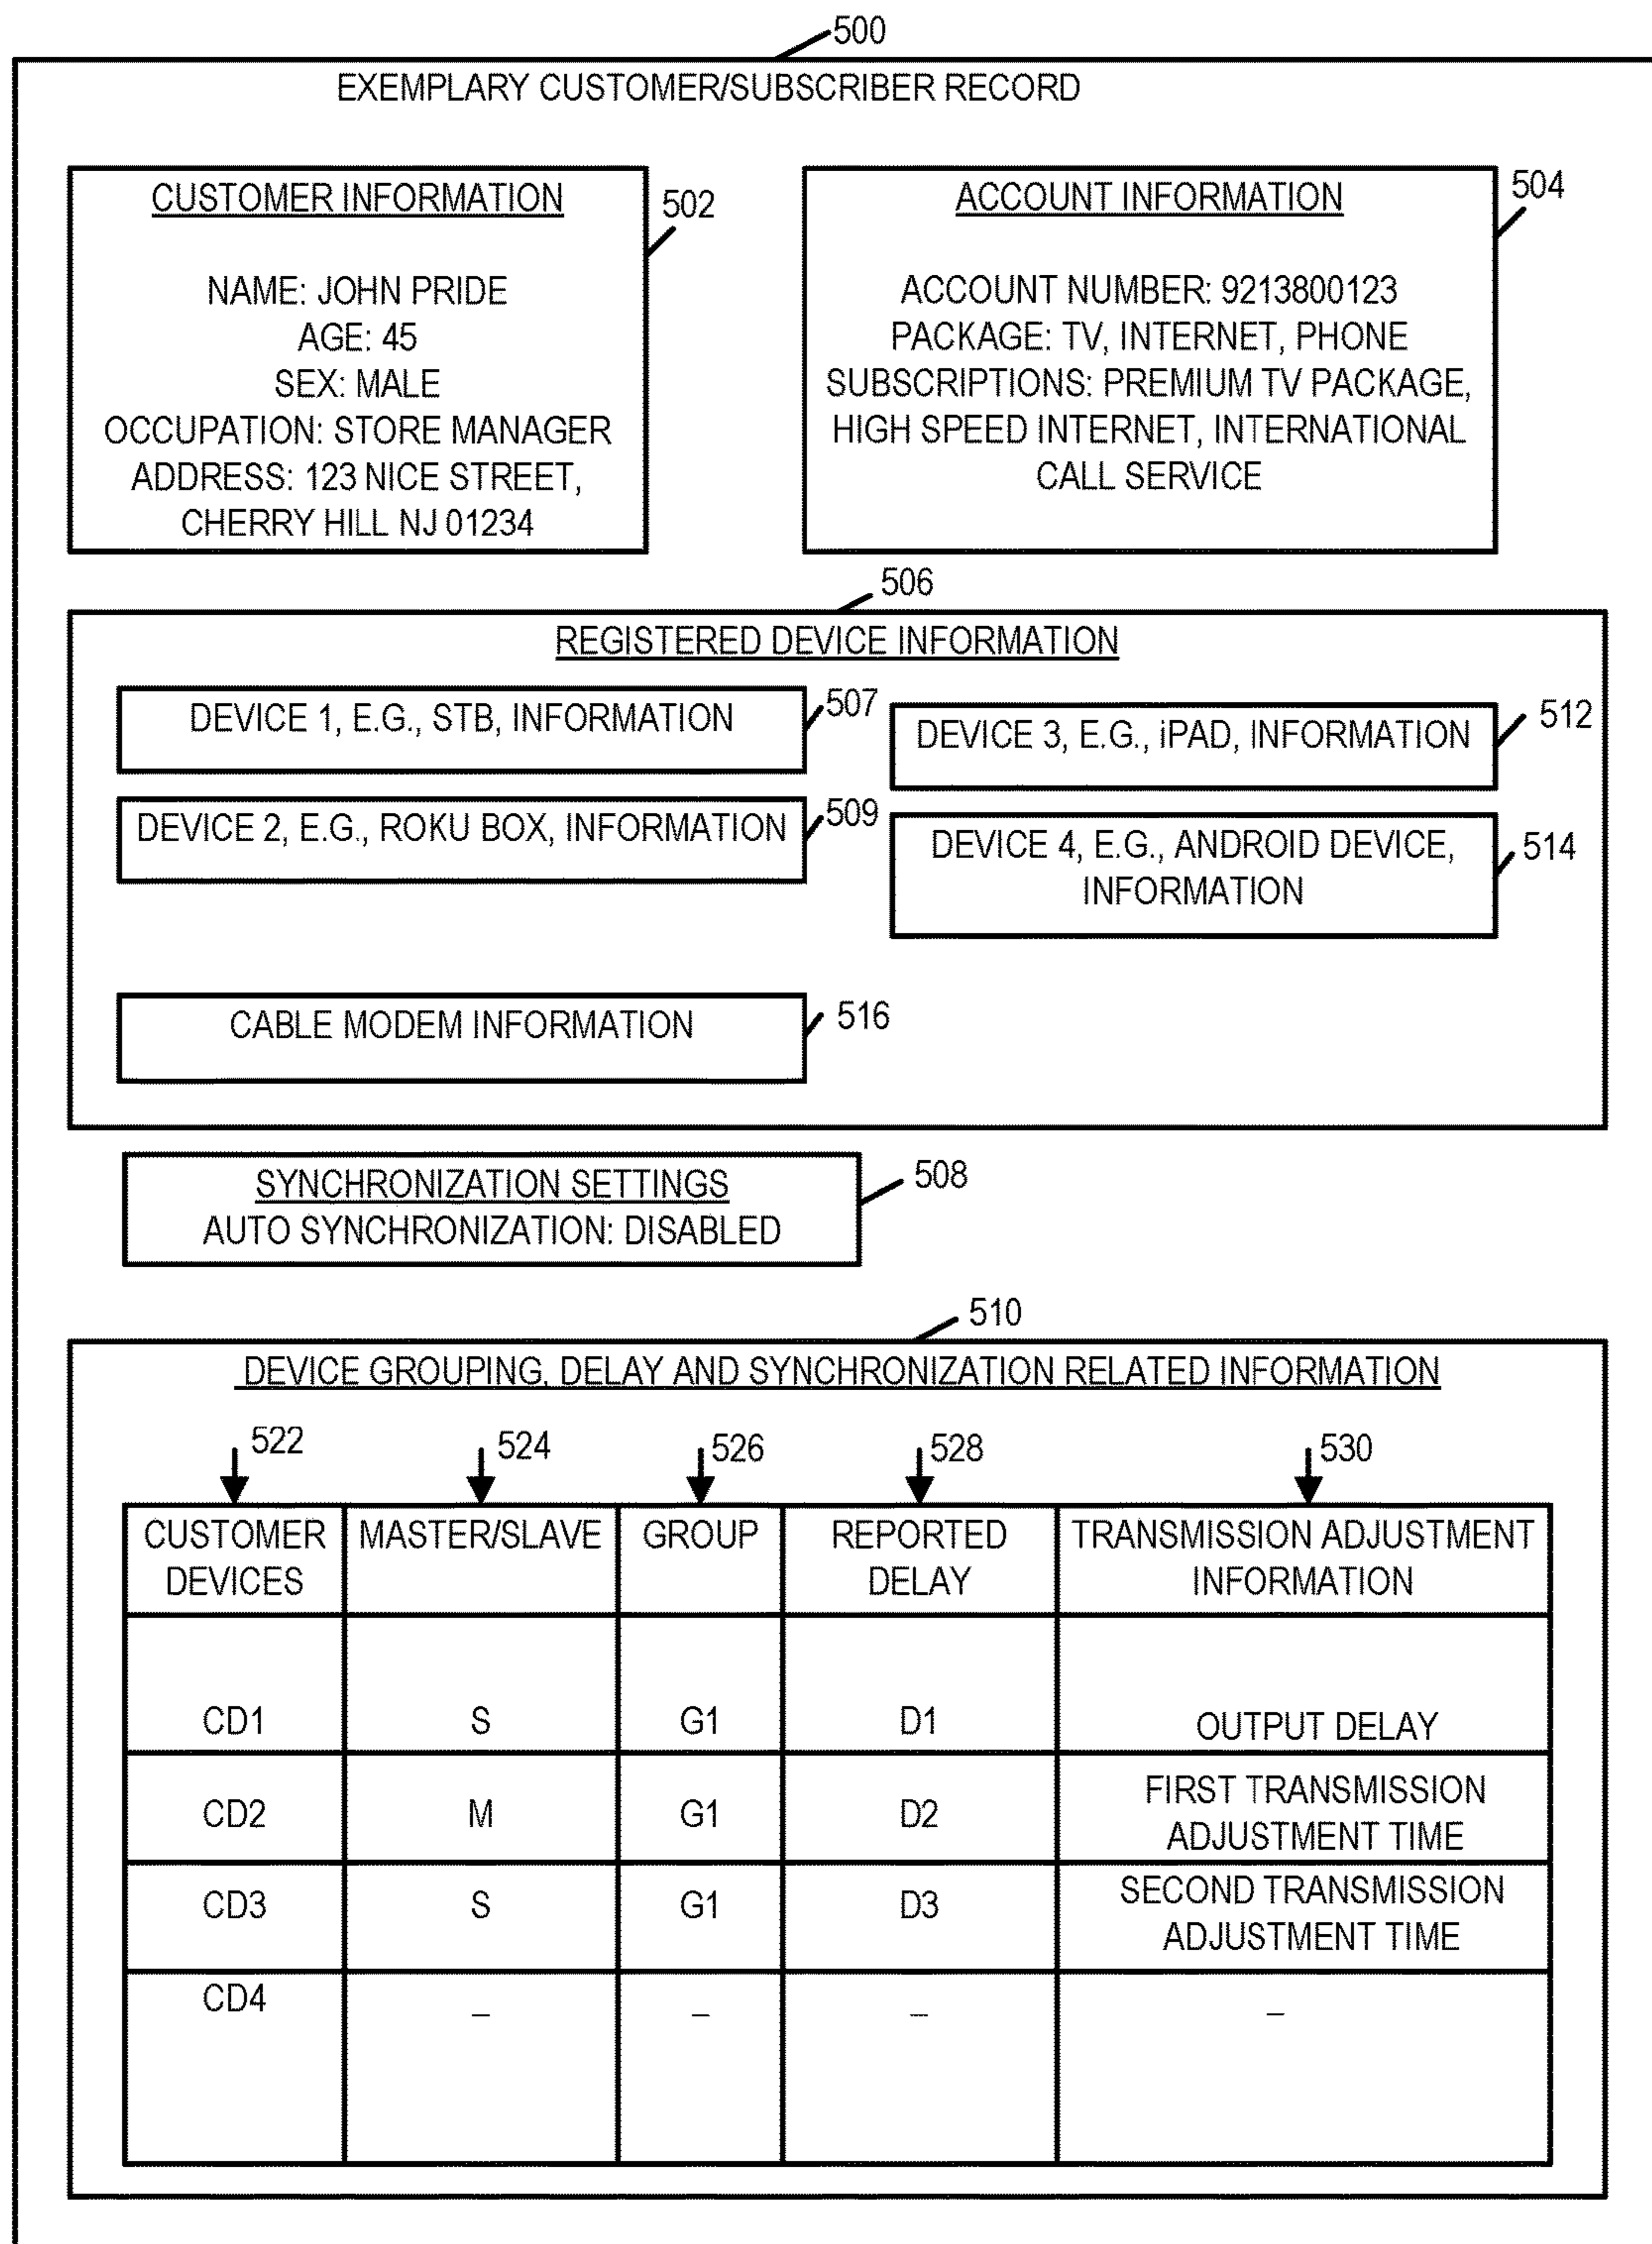 500
EXEMPLARY CUSTOMER/SUBSCRIBER RECORD
CUSTOMER INFORMATION
502
NAME: JOHN PRIDE
AGE: 45
SEX: MALE
OCCUPATION: STORE MANAGER
ADDRESS: 123 NICE STREET,
CHERRY HILL NJ 01234
ACCOUNT INFORMATION
504
ACCOUNT NUMBER: 9213800123
PACKAGE: TV, INTERNET, PHONE
SUBSCRIPTIONS: PREMIUM TV PACKAGE,
HIGH SPEED INTERNET, INTERNATIONAL
CALL SERVICE
506
REGISTERED DEVICE INFORMATION
DEVICE 1, E.G., STB, INFORMATION
507
DEVICE 3, E.G., iPAD, INFORMATION
512
DEVICE 2, E.G., ROKU BOX, INFORMATION
509
DEVICE 4, E.G., ANDROID DEVICE,
INFORMATION
514
CABLE MODEM INFORMATION
516
SYNCHRONIZATION SETTINGS
AUTO SYNCHRONIZATION: DISABLED
508
510
DEVICE GROUPING, DELAY AND SYNCHRONIZATION RELATED INFORMATION
522 524 526 528 530
CUSTOMER DEVICES MASTER/SLAVE GROUP REPORTED DELAY TRANSMISSION ADJUSTMENT INFORMATION
CD1 S G1 D1 OUTPUT DELAY
CD2 M G1 D2 FIRST TRANSMISSION ADJUSTMENT TIME
CD3 S G1 D3 SECOND TRANSMISSION ADJUSTMENT TIME
CD4 – – – –